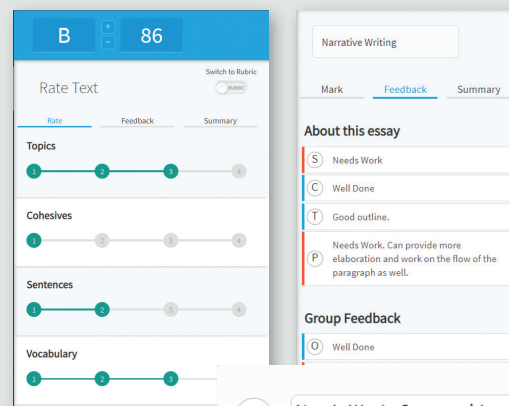 B
+
-
86
Rate Text
Switch to Rubric
RUBRIC
Rate
Feedback
Summary
Topics
1
2
3
4
Cohesives
1
2
3
4
Sentences
1
2
3
4
Vocabulary
1
2
3
4
Narrative Writing
Mark
Feedback
Summary
About this essay
S
Needs Work
C
Well Done
T
Good outline.
P
Needs Work. Can provide more
elaboration and work on the flow of the
paragraph as well.
Group Feedback
O
Well Done